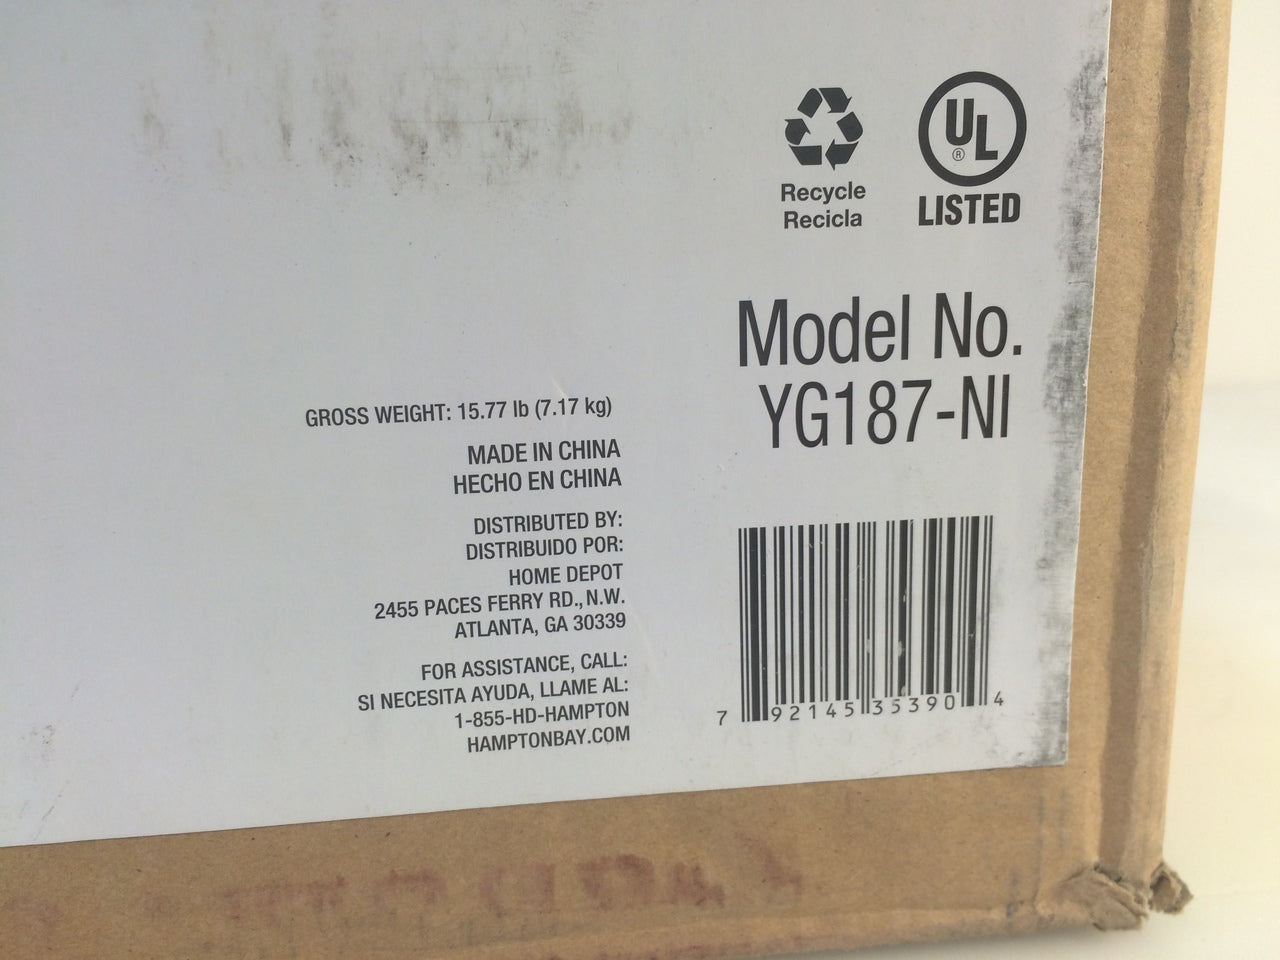 Recycle
Recicla
UL
®
LISTED
Model No.
YG187-NI
GROSS WEIGHT: 15.77 lb (7.17 kg)
MADE IN CHINA
HECHO EN CHINA
DISTRIBUTED BY:
DISTRIBUIDO POR:
HOME DEPOT
2455 PACES FERRY RD., N.W.
ATLANTA, GA 30339
FOR ASSISTANCE, CALL:
SI NECESITA AYUDA, LLAME AL:
1-855-HD-HAMPTON
HAMPTONBAY.COM
7 92145 35390 4